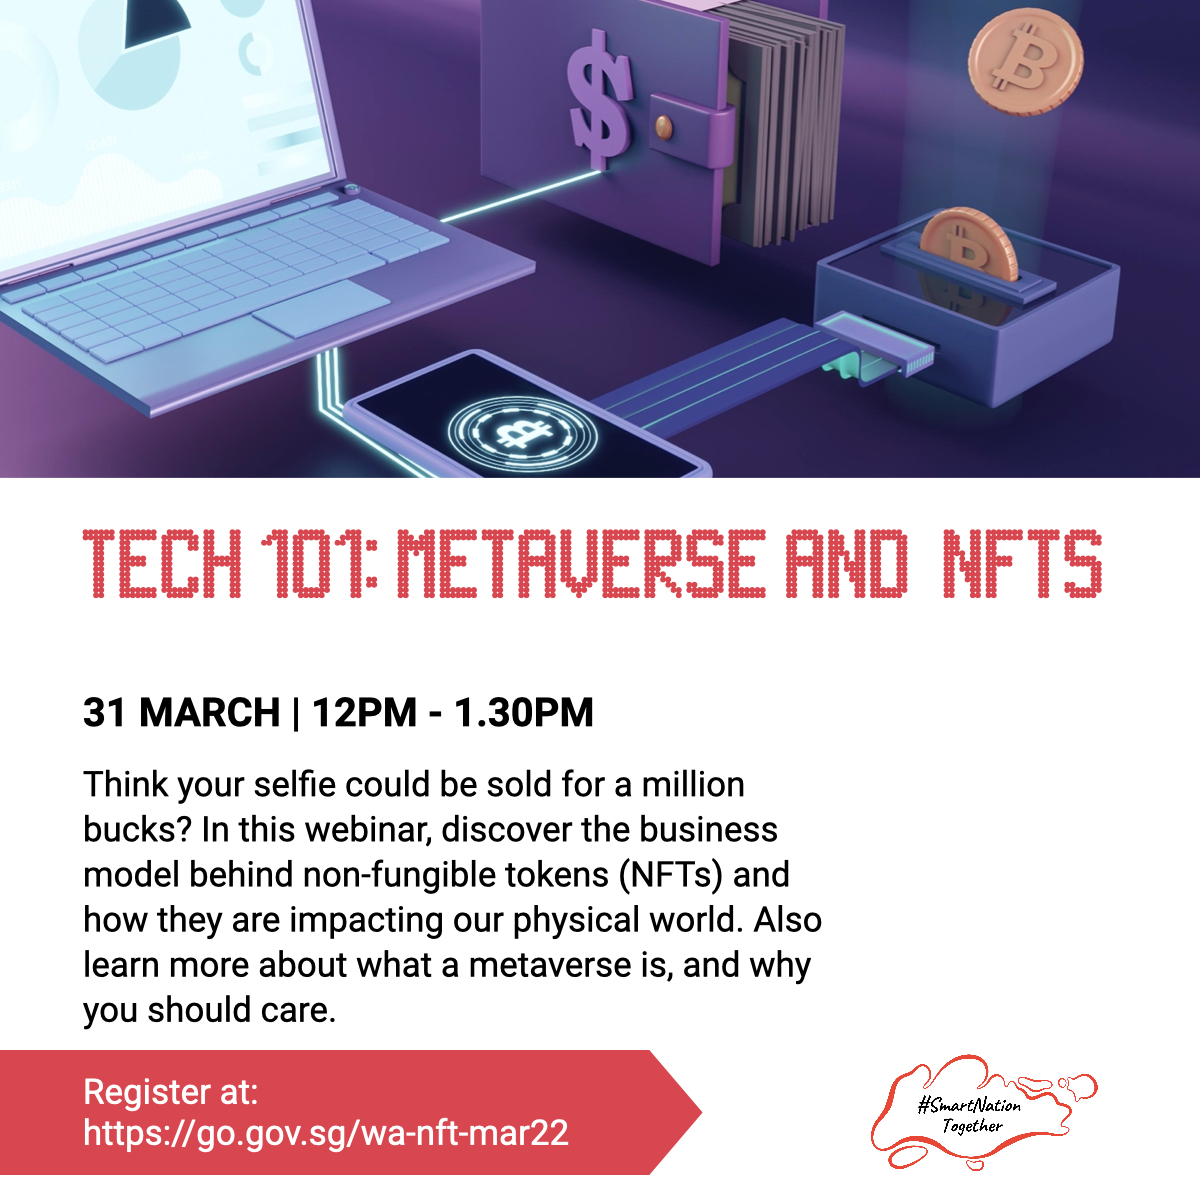 TECH 101: METAVERSE AND NFTS
31 MARCH | 12PM - 1.30PM
Think your selfie could be sold for a million
bucks? In this webinar, discover the business
model behind non-fungible tokens (NFTs) and
how they are impacting our physical world. Also
learn more about what a metaverse is, and why
you should care.
Register at:
https://go.gov.sg/wa-nft-mar22
#SmartNation
Together